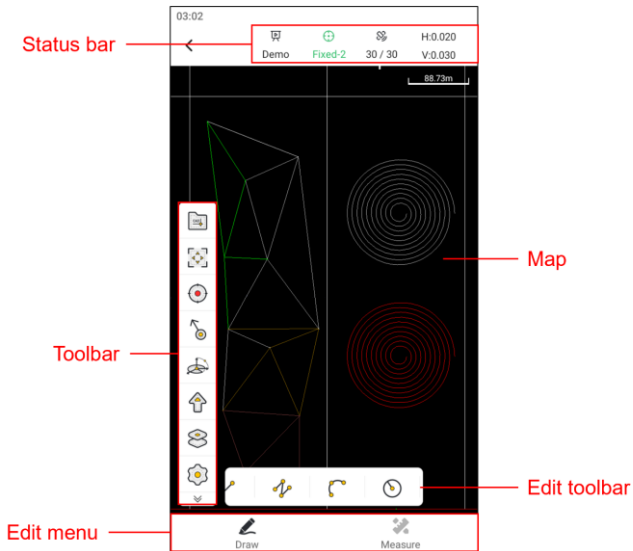 03:02
Status bar
H:0.020
Demo
Fixed-2
30 / 30
V:0.030
88.73m
Map
Toolbar
Edit toolbar
Edit menu
Draw
Measure